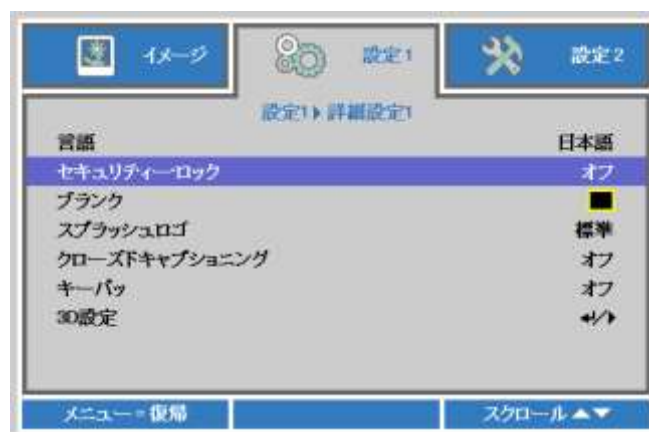 イメージ 設定1 設定2
設定1▶詳細設定1
言語 日本語
セキュリティーロック オフ
ブランク
スプラッシュロゴ 標準
クローズドキャプショニング オフ
キーパッ オフ
3D設定 ↵/▶
メニュー=復帰 スクロール▲▼